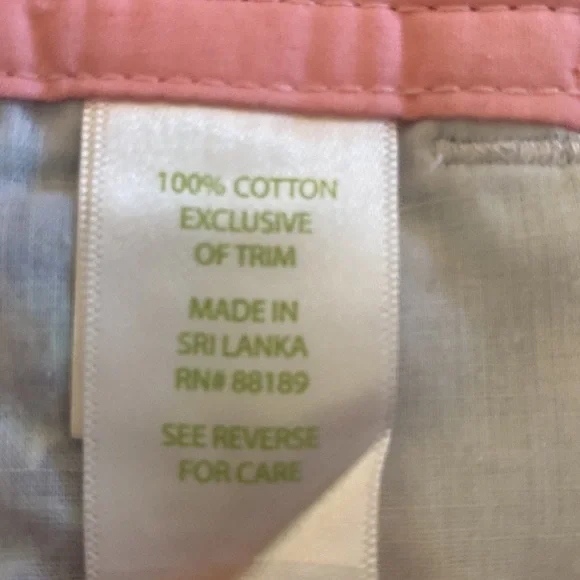 100% COTTON
EXCLUSIVE
OF TRIM
MADE IN
SRI LANKA
RN# 88189
SEE REVERSE
FOR CARE